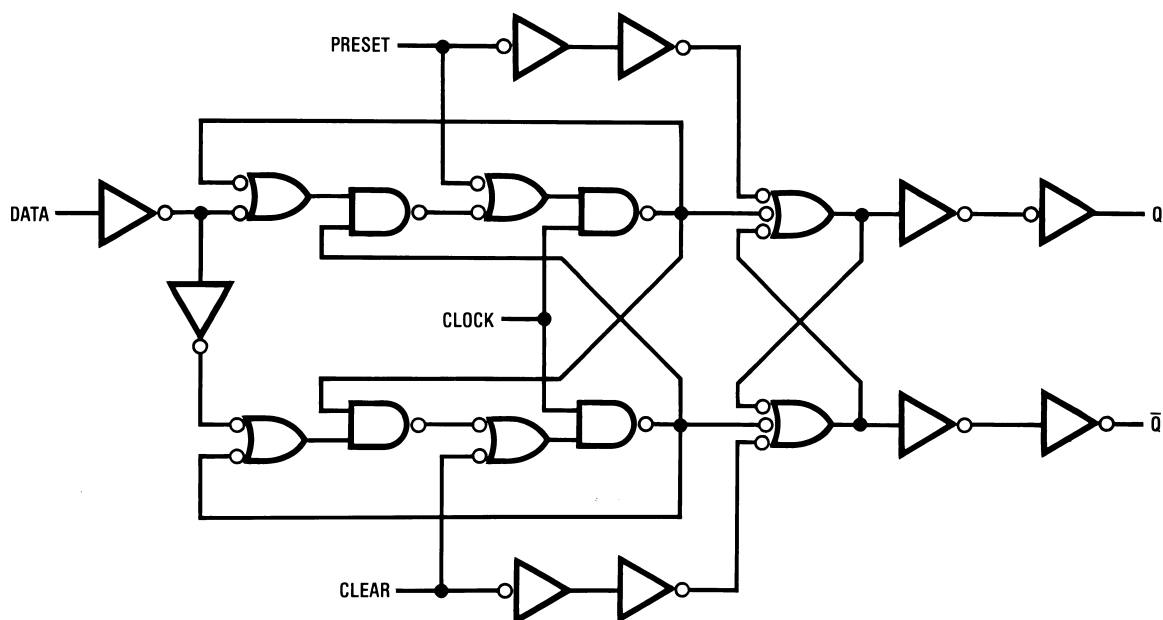 PRESET
DATA
Q
CLOCK
Q̅
CLEAR